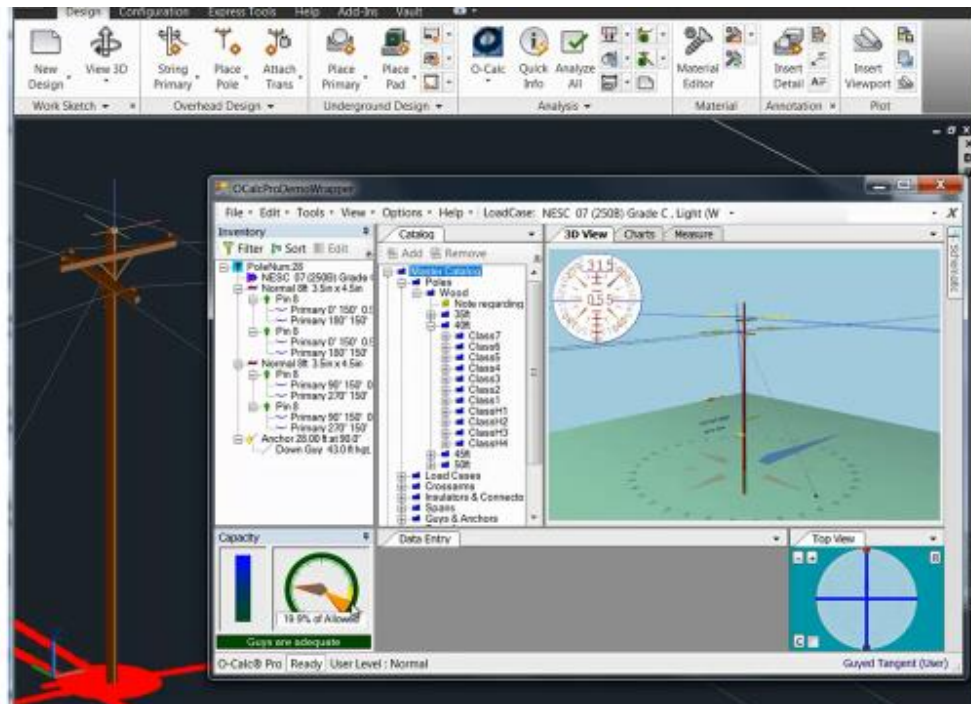 Design Configuration Express Tools Help Add-Ins Vault
New Design
View 3D
String Primary
Place Pole
Attach Trans
Place Primary
Place Pad
O-Calc
Quick Info
Analyze All
Material Editor
Insert Detail
Insert Viewport
Work Sketch
Overhead Design
Underground Design
Analysis
Material
Annotation
Plot
OCalcProDemoWrapper
File Edit Tools View Options Help LoadCase: NESC 07 (250B) Grade C, Light (W
Inventory
Filter Sort Edit
PoleNum:28
NESC 07 (250B) Grade
Normal 8ft 3.5in x 4.5in
Pin 8
Primary 0° 150'
Primary 180° 150'
Pin 8
Primary 0° 150'
Primary 180° 150'
Normal 8ft 3.5in x 4.5in
Pin 8
Primary 90° 150'
Primary 270° 150'
Pin 8
Primary 90° 150'
Primary 270° 150'
Anchor 28.00 ft at 90.0°
Down Guy 43.0 ft hgt.
Catalog
Add Remove
Master Catalog
Poles
Wood
Note regarding
35ft
40ft
Class7
Class6
Class5
Class4
Class3
Class2
Class1
ClassH1
ClassH2
ClassH3
ClassH4
45ft
50ft
Load Cases
Crossarms
Insulators & Connecto
Spans
Guys & Anchors
3D View Charts Measure
Schematic
Capacity
19.9% of Allowed
Guys are adequate
Data Entry
Top View
R
C
O-Calc® Pro Ready User Level : Normal
Guyed Tangent (User)